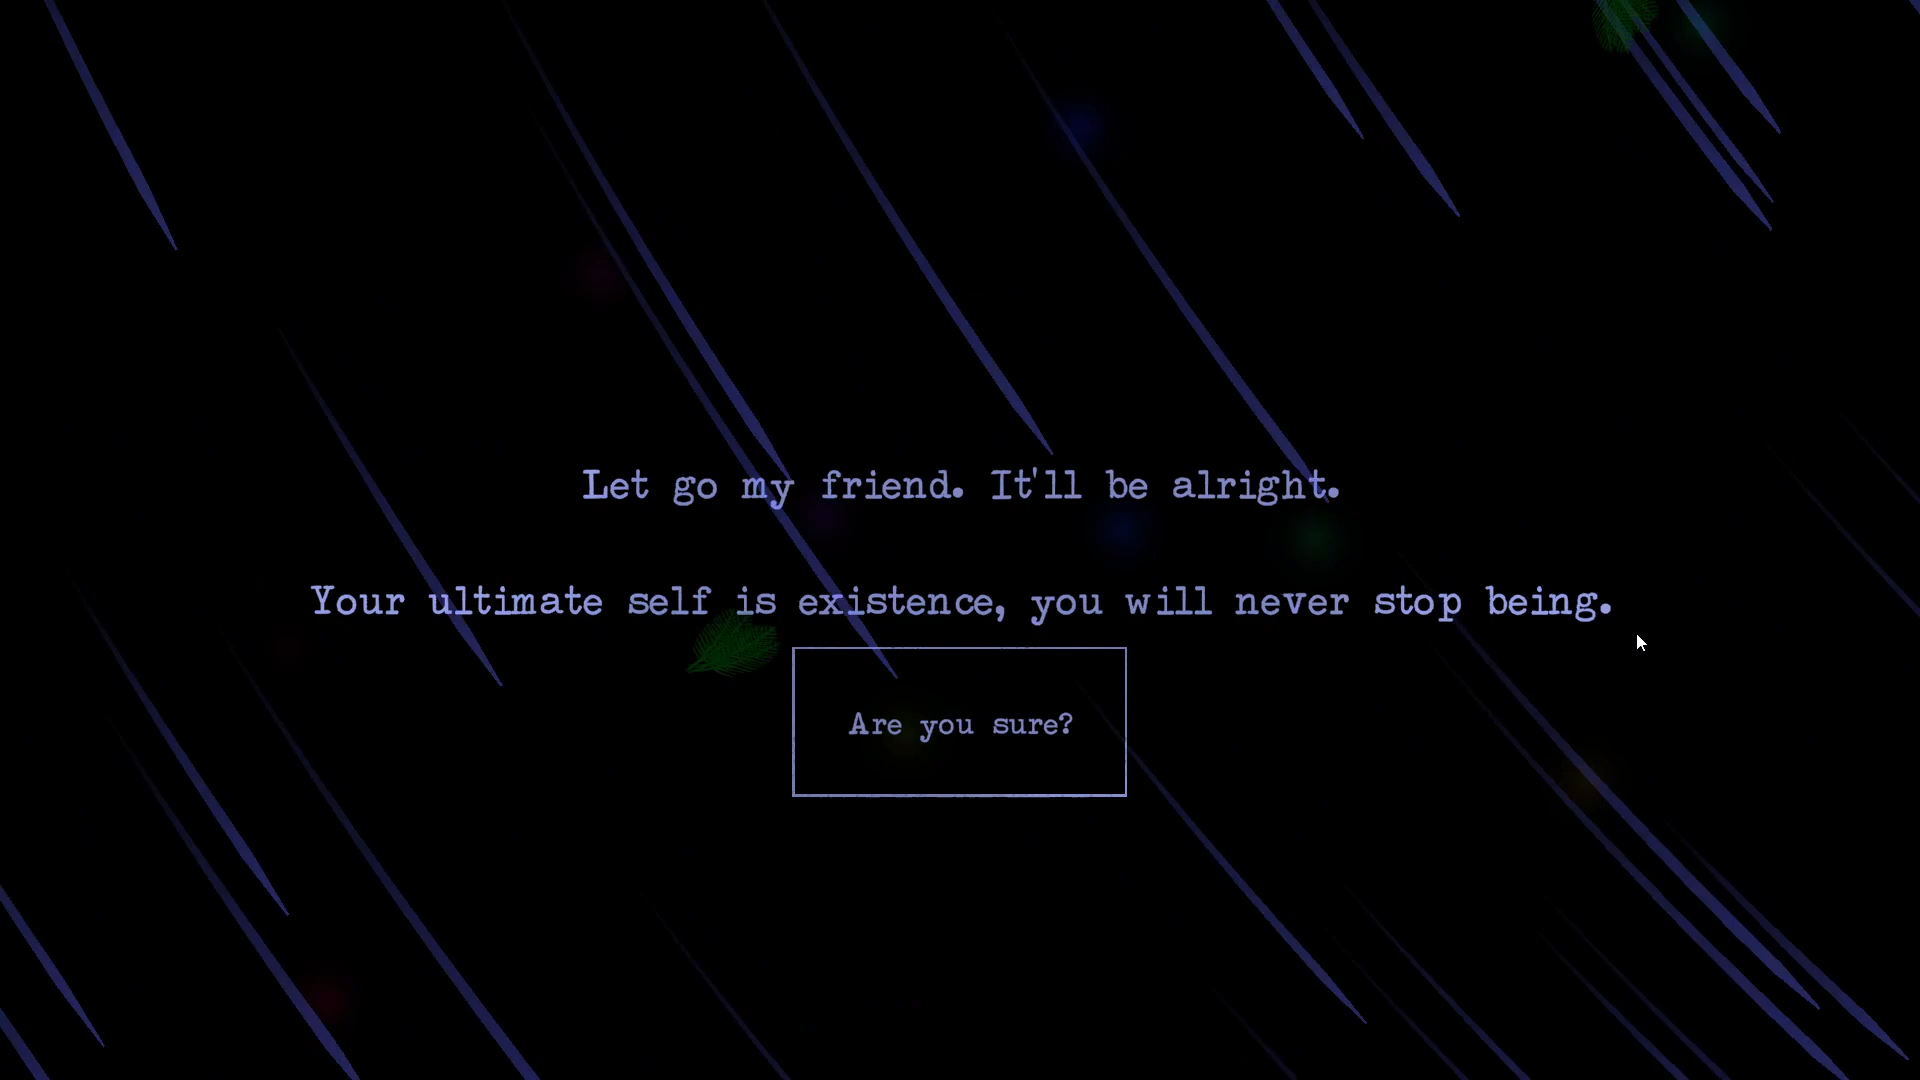 Let go my friend. It'll be alright.
Your ultimate self is existence, you will never stop being.
Are you sure?